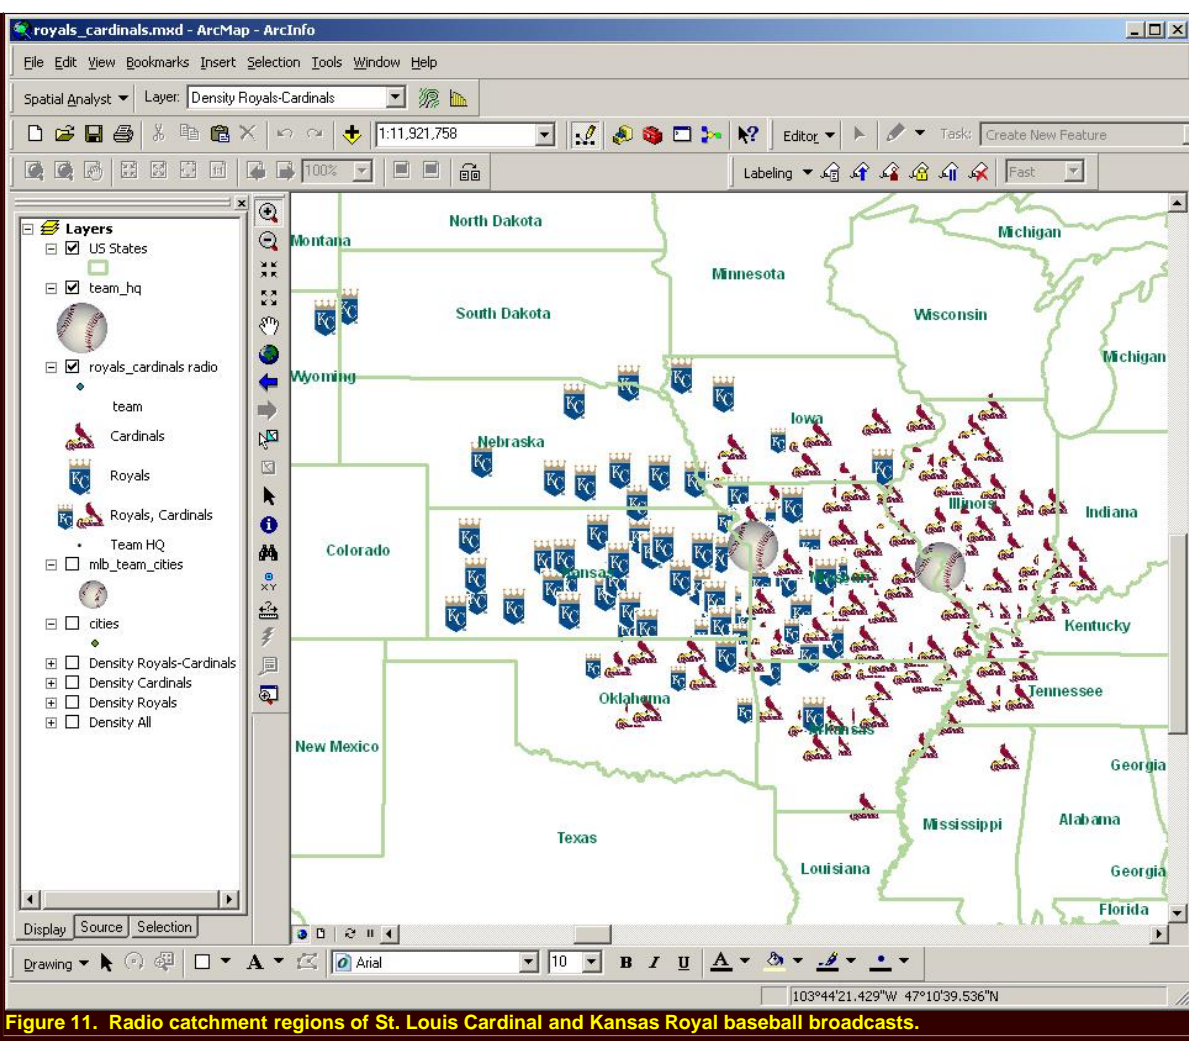 royals_cardinals.mxd - ArcMap - ArcInfo
File Edit View Bookmarks Insert Selection Tools Window Help
Spatial Analyst Layer: Density Royals-Cardinals
1:11,921,758 Editor Task: Create New Feature
100% Labeling Fast
Layers
US States
team_hq
royals_cardinals radio
team
Cardinals
Royals
Royals, Cardinals
Team HQ
mlb_team_cities
cities
Density Royals-Cardinals
Density Cardinals
Density Royals
Density All
Display Source Selection
North Dakota
Montana
Michigan
Minnesota
South Dakota
Wisconsin
Michigan
Wyoming
Iowa
Nebraska
Illinois
Indiana
Colorado
Kansas
Missouri
Kentucky
Oklahoma
Tennessee
Arkansas
New Mexico
Georgia
Texas
Mississippi
Alabama
Louisiana
Georgia
Florida
Drawing A Arial 10 B I U A
103°44'21.429"W 47°10'39.536"N
Figure 11. Radio catchment regions of St. Louis Cardinal and Kansas Royal baseball broadcasts.